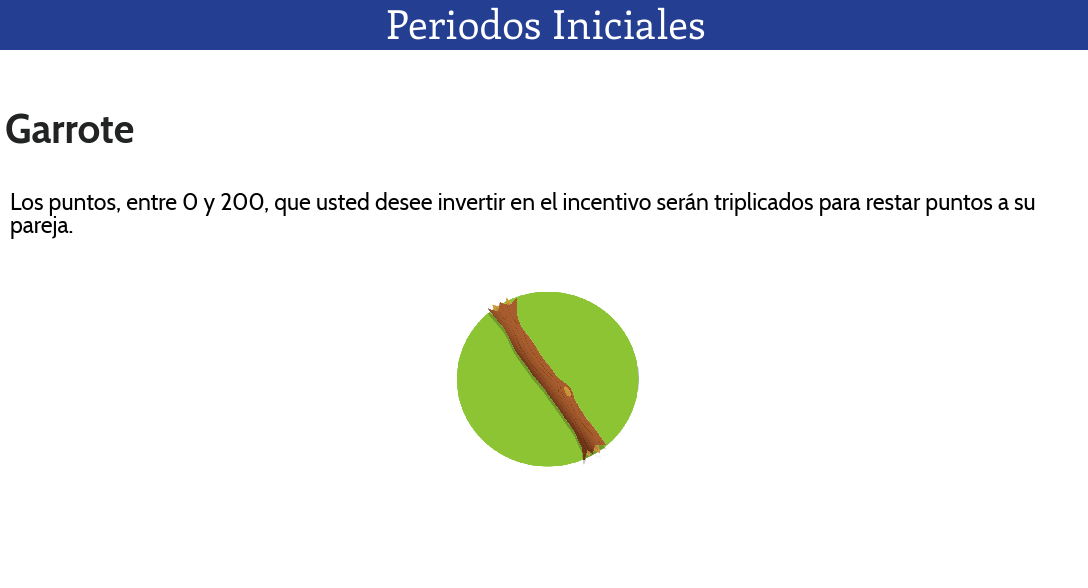 Periodos Iniciales
Garrote
Los puntos, entre 0 y 200, que usted desee invertir en el incentivo serán triplicados para restar puntos a su
pareja.